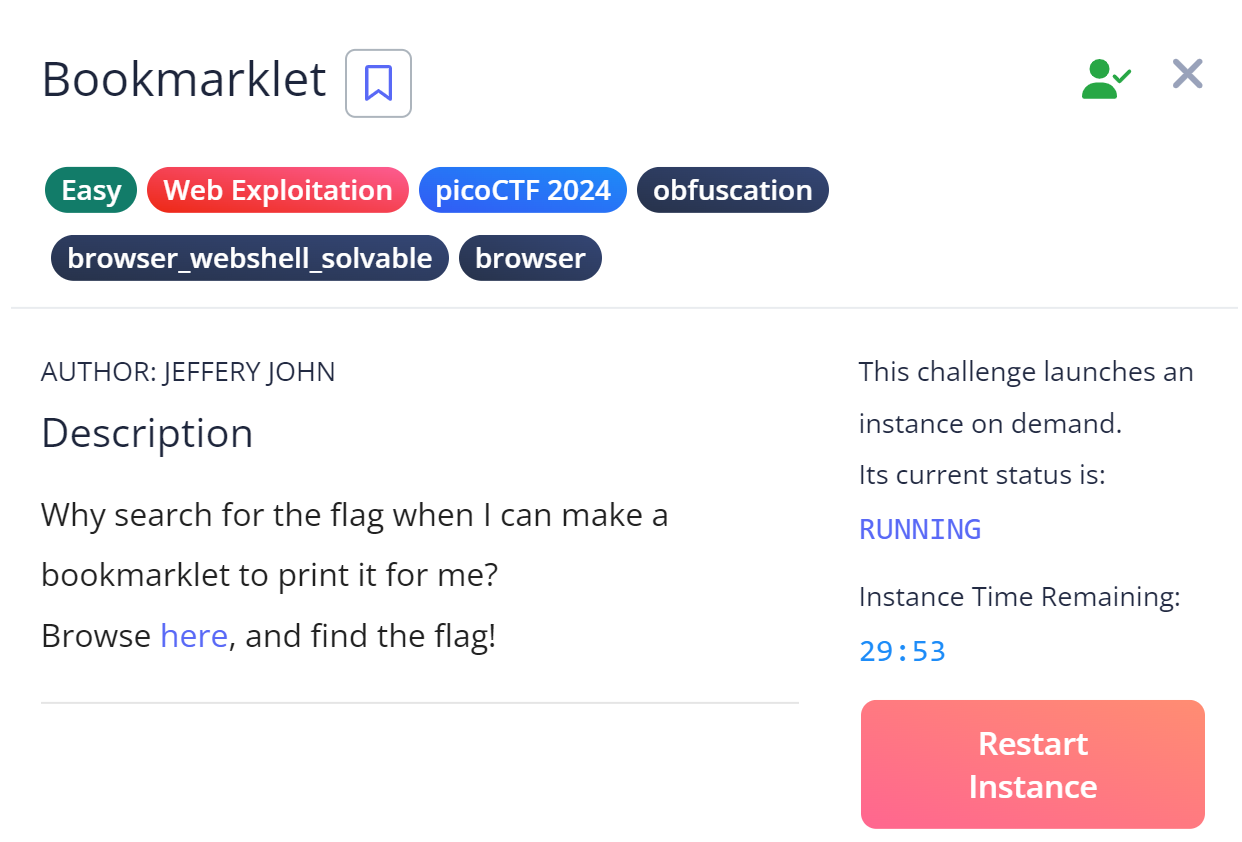 Bookmarklet
Easy Web Exploitation picoCTF 2024 obfuscation
browser_webshell_solvable browser
AUTHOR: JEFFERY JOHN
Description
Why search for the flag when I can make a
bookmarklet to print it for me?
Browse here, and find the flag!
This challenge launches an
instance on demand.
Its current status is:
RUNNING
Instance Time Remaining:
29:53
Restart
Instance